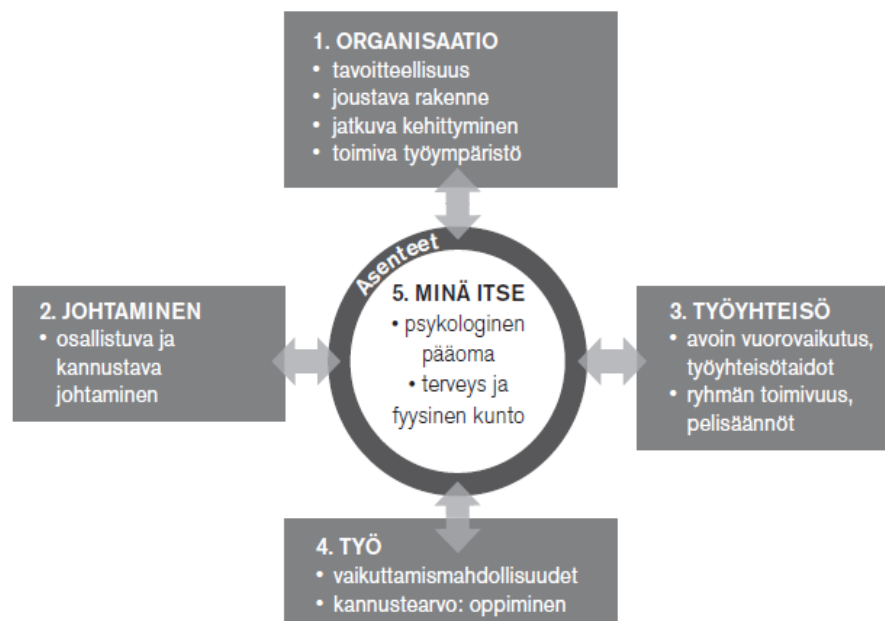 1. ORGANISAATIO
• tavoitteellisuus
• joustava rakenne
• jatkuva kehittyminen
• toimiva työympäristö
Asenteet
2. JOHTAMINEN
• osallistuva ja
kannustava
johtaminen
5. MINÄ ITSE
• psykologinen
pääoma
• terveys ja
fyysinen kunto
3. TYÖYHTEISÖ
• avoin vuorovaikutus,
työyhteisötaidot
• ryhmän toimivuus,
pelisäännöt
4. TYÖ
• vaikuttamismahdollisuudet
• kannustearvo: oppiminen